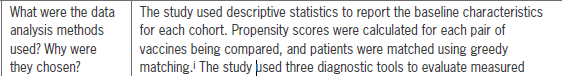 What were the data
analysis methods
used? Why were
they chosen?
The study used descriptive statistics to report the baseline characteristics
for each cohort. Propensity scores were calculated for each pair of
vaccines being compared, and patients were matched using greedy
matching.ⁱ The study used three diagnostic tools to evaluate measured